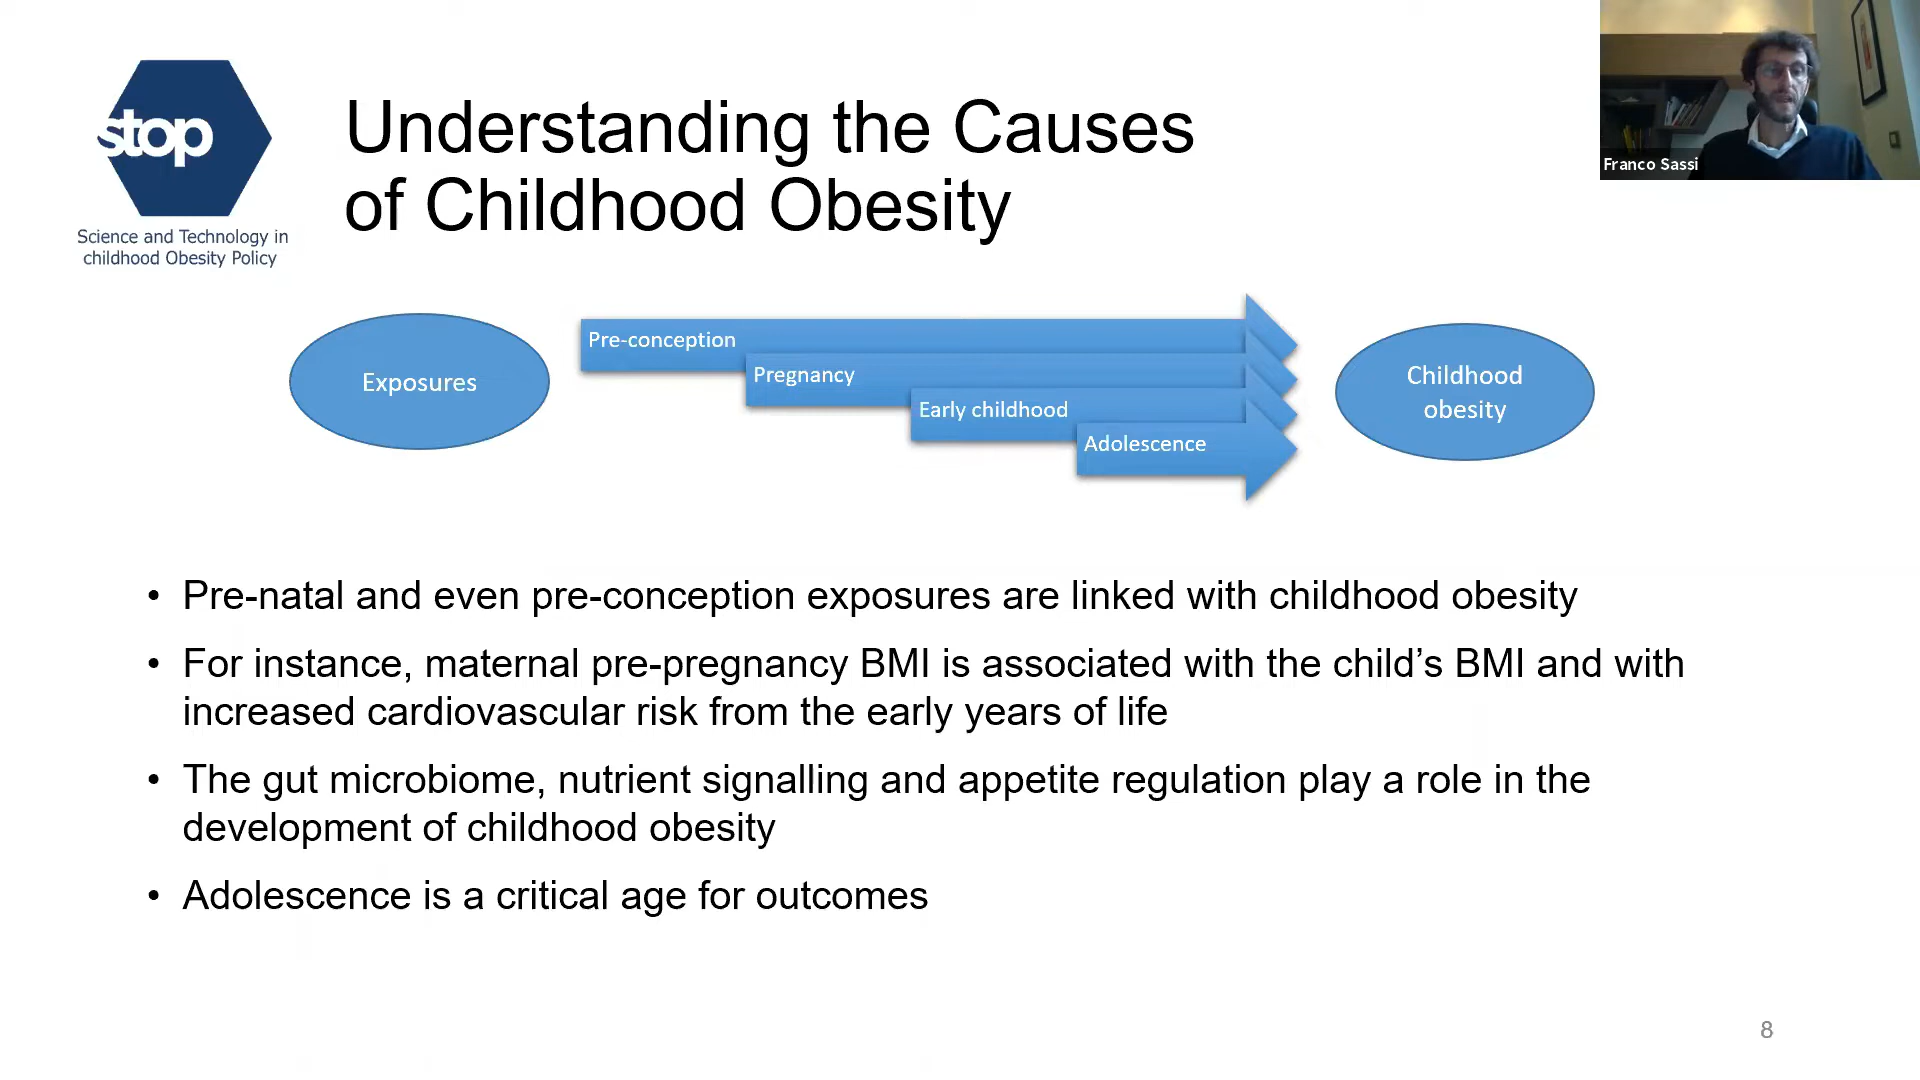 stop
Science and Technology in
childhood Obesity Policy
Understanding the Causes
of Childhood Obesity
Franco Sassi
Exposures
Pre-conception
Pregnancy
Early childhood
Adolescence
Childhood
obesity
• Pre-natal and even pre-conception exposures are linked with childhood obesity
• For instance, maternal pre-pregnancy BMI is associated with the child’s BMI and with
increased cardiovascular risk from the early years of life
• The gut microbiome, nutrient signalling and appetite regulation play a role in the
development of childhood obesity
• Adolescence is a critical age for outcomes
8